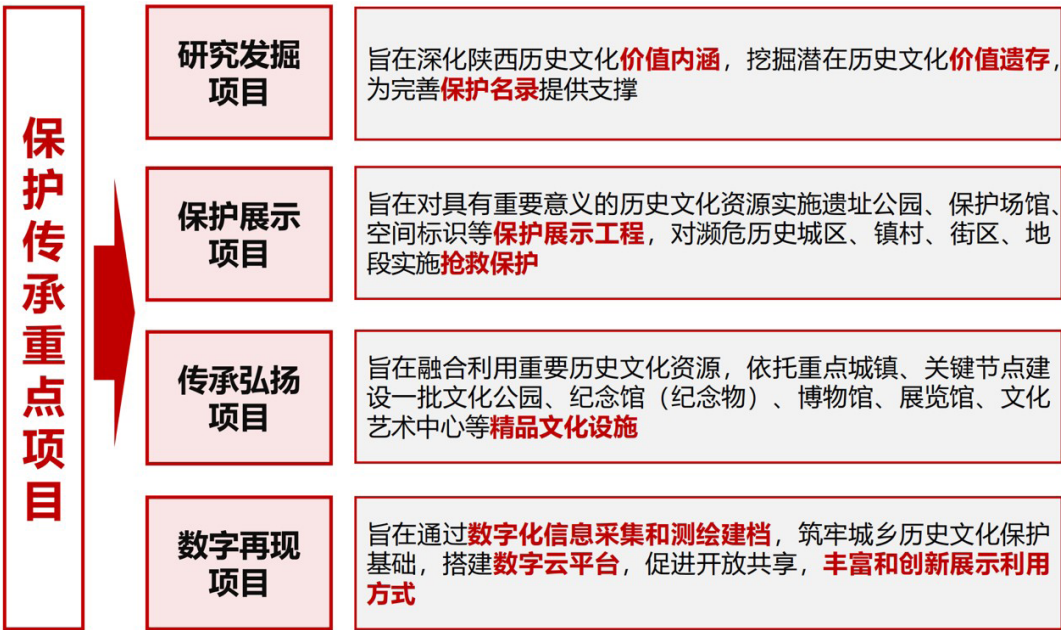 保护传承重点项目
研究发掘
项目
旨在深化陕西历史文化价值内涵，挖掘潜在历史文化价值遗存，
为完善保护名录提供支撑
保护展示
项目
旨在对具有重要意义的历史文化资源实施遗址公园、保护场馆、
空间标识等保护展示工程，对濒危历史城区、镇村、街区、地
段实施抢救保护
传承弘扬
项目
旨在融合利用重要历史文化资源，依托重点城镇、关键节点建
设一批文化公园、纪念馆（纪念物）、博物馆、展览馆、文化
艺术中心等精品文化设施
数字再现
项目
旨在通过数字化信息采集和测绘建档，筑牢城乡历史文化保护
基础，搭建数字云平台，促进开放共享，丰富和创新展示利用
方式